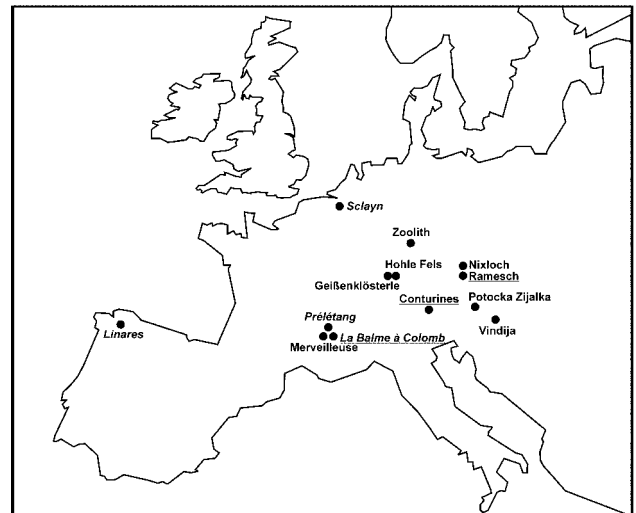 Sclayn
Zoolith
Hohle Fels
Nixloch
Geißenklösterle
Ramesch
Conturines
Potocka Zijalka
Prélétang
Linares
La Balme à Colomb
Vindija
Merveilleuse